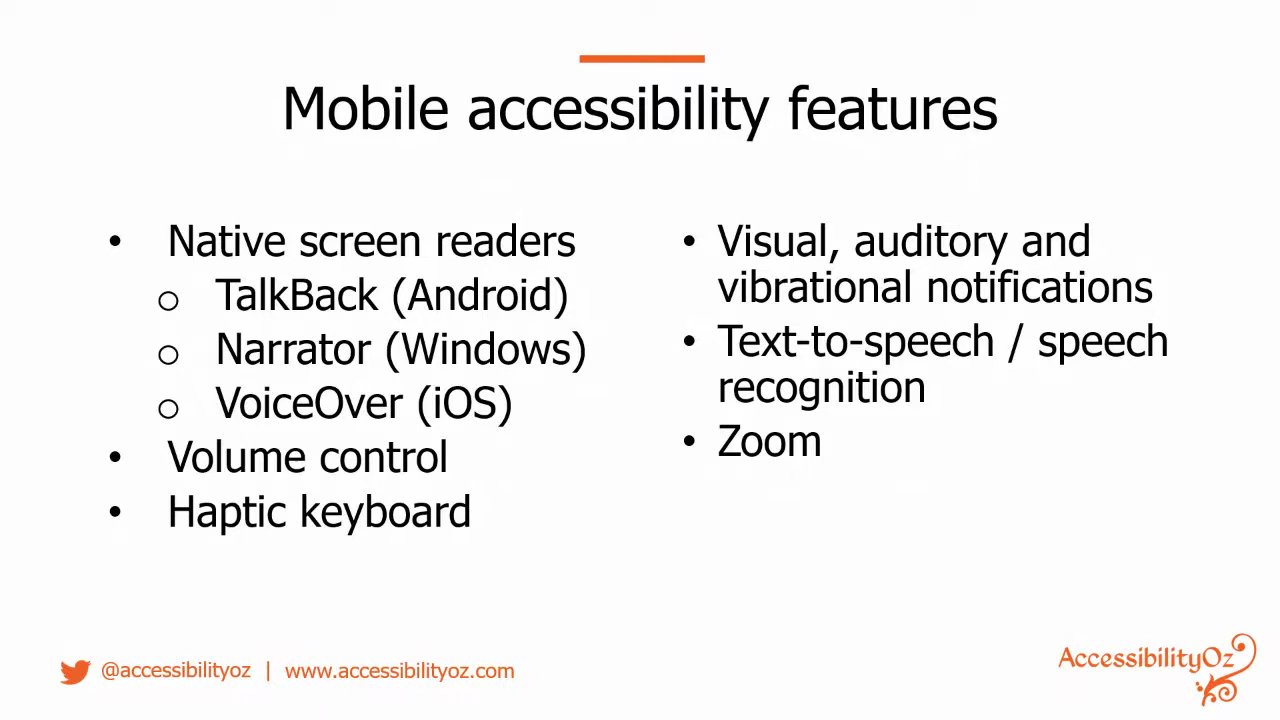 Mobile accessibility features
• Native screen readers
o TalkBack (Android)
o Narrator (Windows)
o VoiceOver (iOS)
• Volume control
• Haptic keyboard
• Visual, auditory and
vibrational notifications
• Text-to-speech / speech
recognition
• Zoom
@accessibilityoz | www.accessibilityoz.com
AccessibilityOz